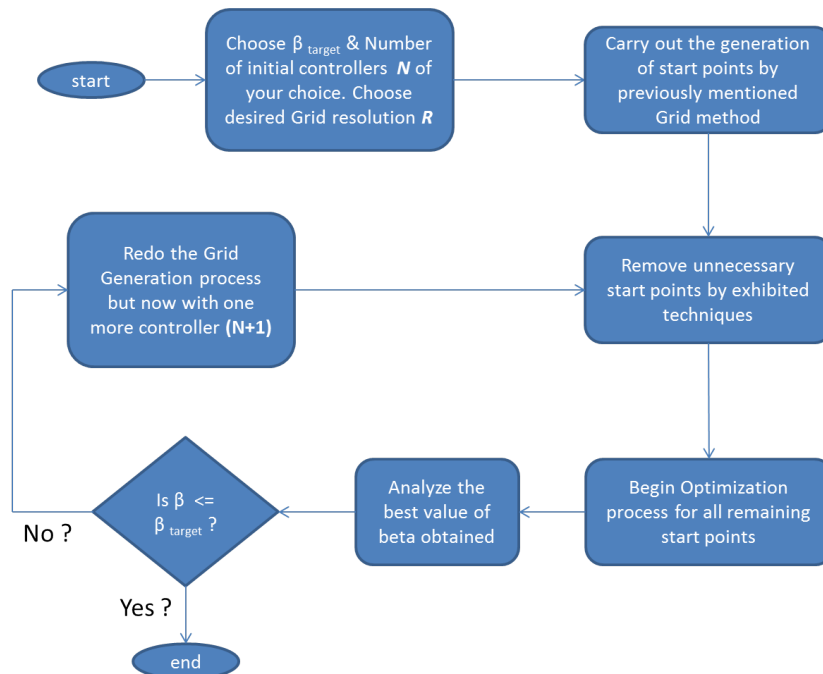 start
Choose β target & Number
of initial controllers N of
your choice. Choose
desired Grid resolution R
Carry out the generation
of start points by
previously mentioned
Grid method
Redo the Grid
Generation process
but now with one
more controller (N+1)
Remove unnecessary
start points by exhibited
techniques
Is β <=
β target ?
Analyze the
best value of
beta obtained
Begin Optimization
process for all remaining
start points
No ?
Yes ?
end